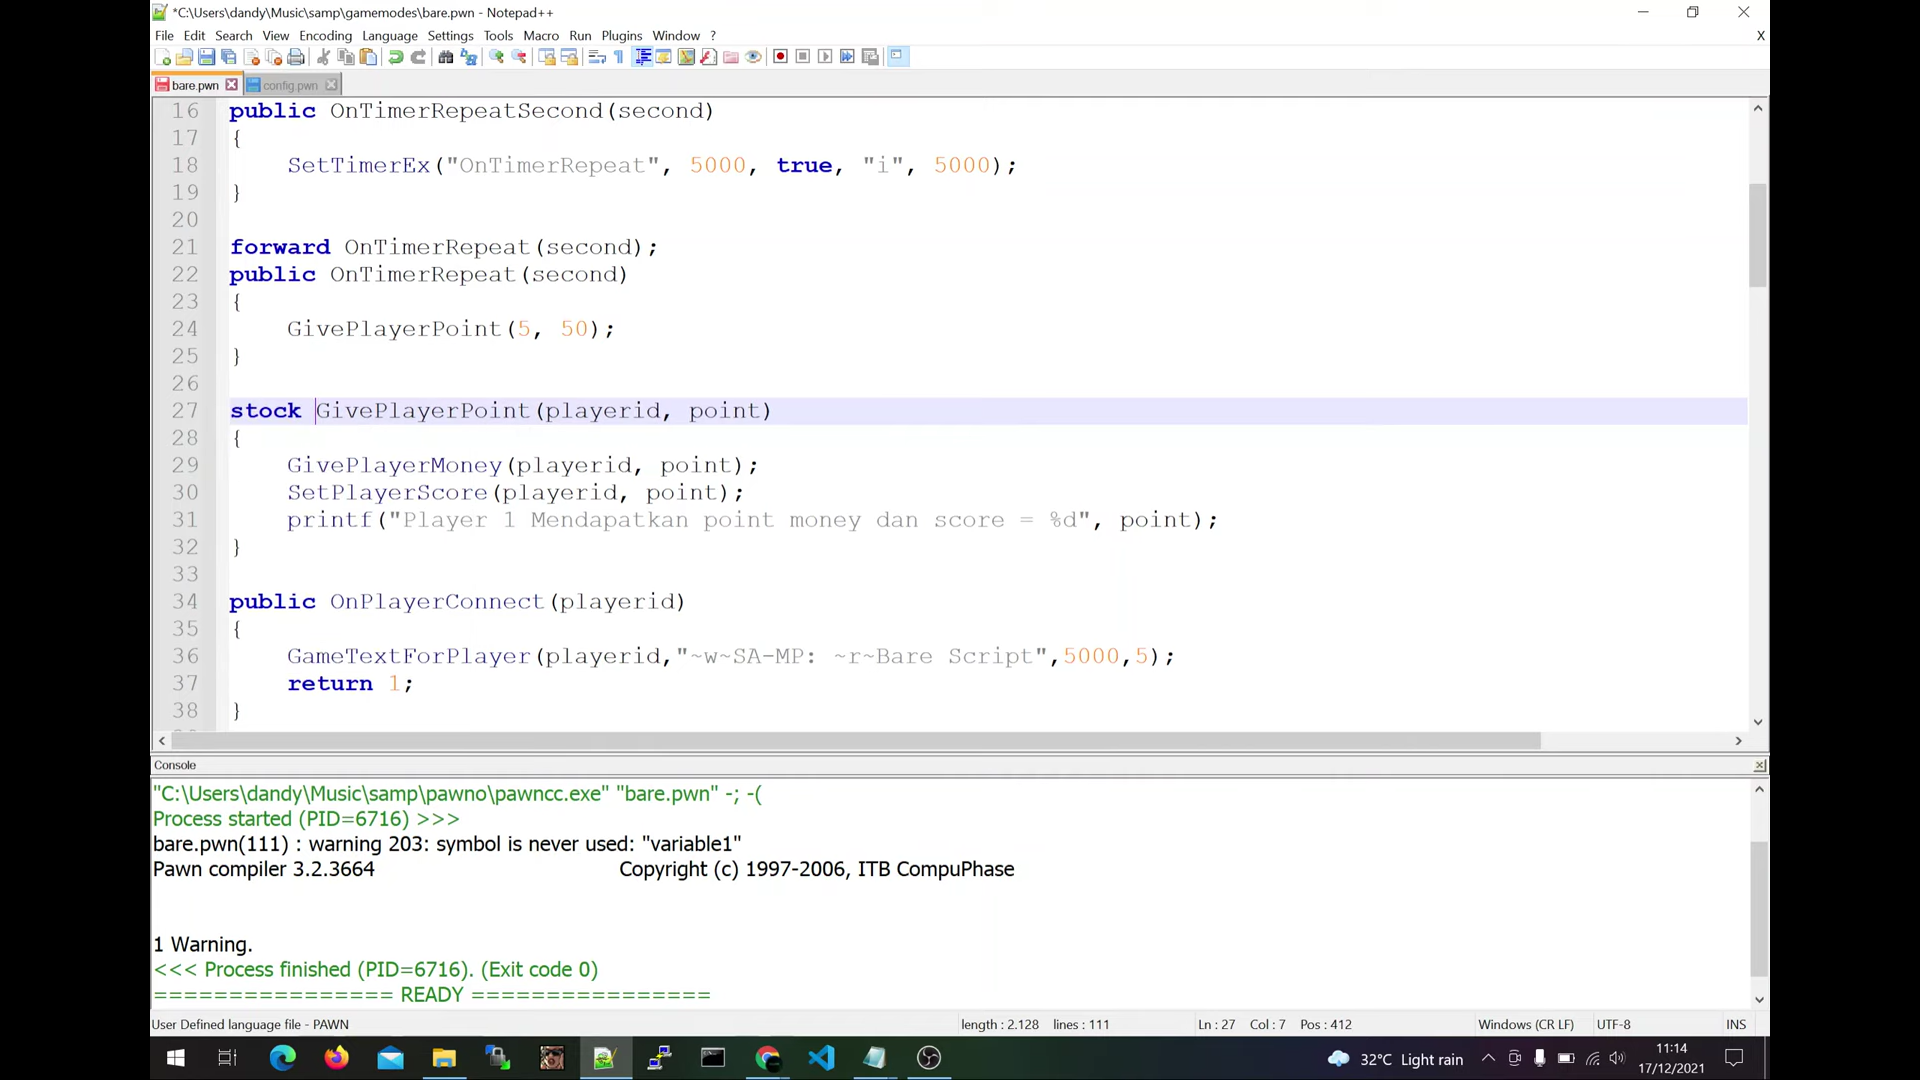 *C:\Users\dandy\Music\samp\gamemodes\bare.pwn - Notepad++
File Edit Search View Encoding Language Settings Tools Macro Run Plugins Window ? X
bare.pwn config.pwn
16 public OnTimerRepeatSecond(second)
17 {
18 SetTimerEx("OnTimerRepeat", 5000, true, "i", 5000);
19 }
20
21 forward OnTimerRepeat(second);
22 public OnTimerRepeat(second)
23 {
24 GivePlayerPoint(5, 50);
25 }
26
27 stock GivePlayerPoint(playerid, point)
28 {
29 GivePlayerMoney(playerid, point);
30 SetPlayerScore(playerid, point);
31 printf("Player 1 Mendapatkan point money dan score = %d", point);
32 }
33
34 public OnPlayerConnect(playerid)
35 {
36 GameTextForPlayer(playerid,"~w~SA-MP: ~r~Bare Script",5000,5);
37 return 1;
38 }
Console
"C:\Users\dandy\Music\samp\pawno\pawncc.exe" "bare.pwn" -; -(
Process started (PID=6716) >>>
bare.pwn(111) : warning 203: symbol is never used: "variable1"
Pawn compiler 3.2.3664 Copyright (c) 1997-2006, ITB CompuPhase
1 Warning.
<<< Process finished (PID=6716). (Exit code 0)
================ READY ================
User Defined language file - PAWN length : 2.128 lines : 111 Ln : 27 Col : 7 Pos : 412 Windows (CR LF) UTF-8 INS
32°C Light rain 11:14
17/12/2021